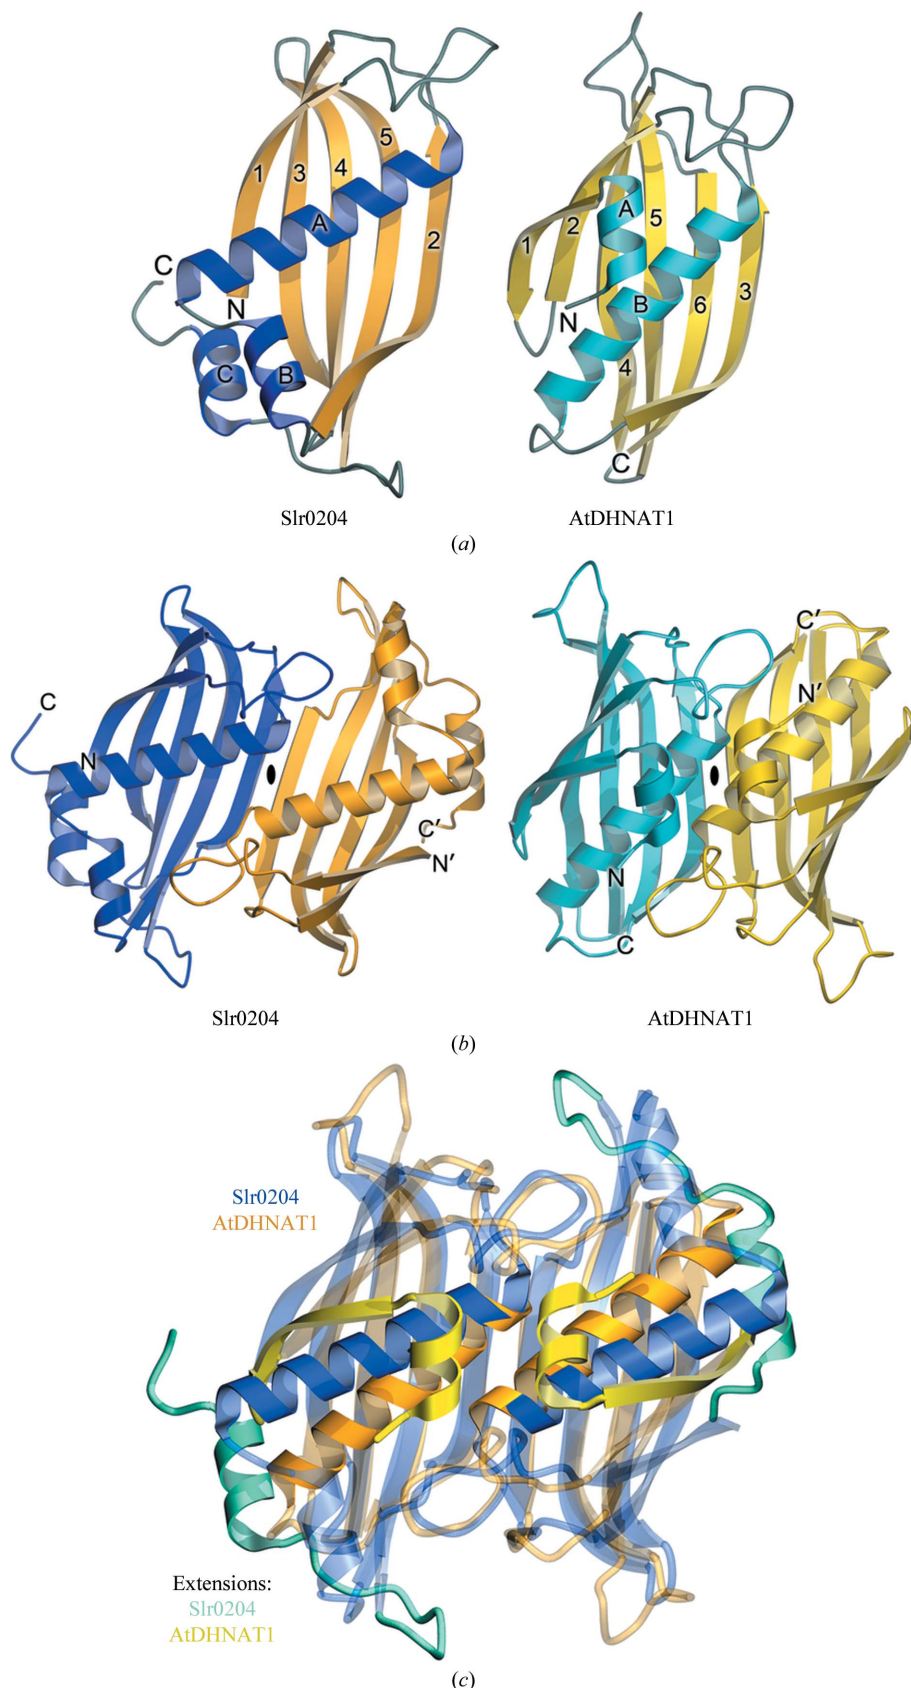 1 3 4 5
A
2
C
N
C B
Slr0204
1 2 A 5
N B 6 3
4
C
AtDHNAT1
(a)
C
N
C′
N′
Slr0204
C′
N′
N
C
AtDHNAT1
(b)
Slr0204
AtDHNAT1
Extensions:
Slr0204
AtDHNAT1
(c)